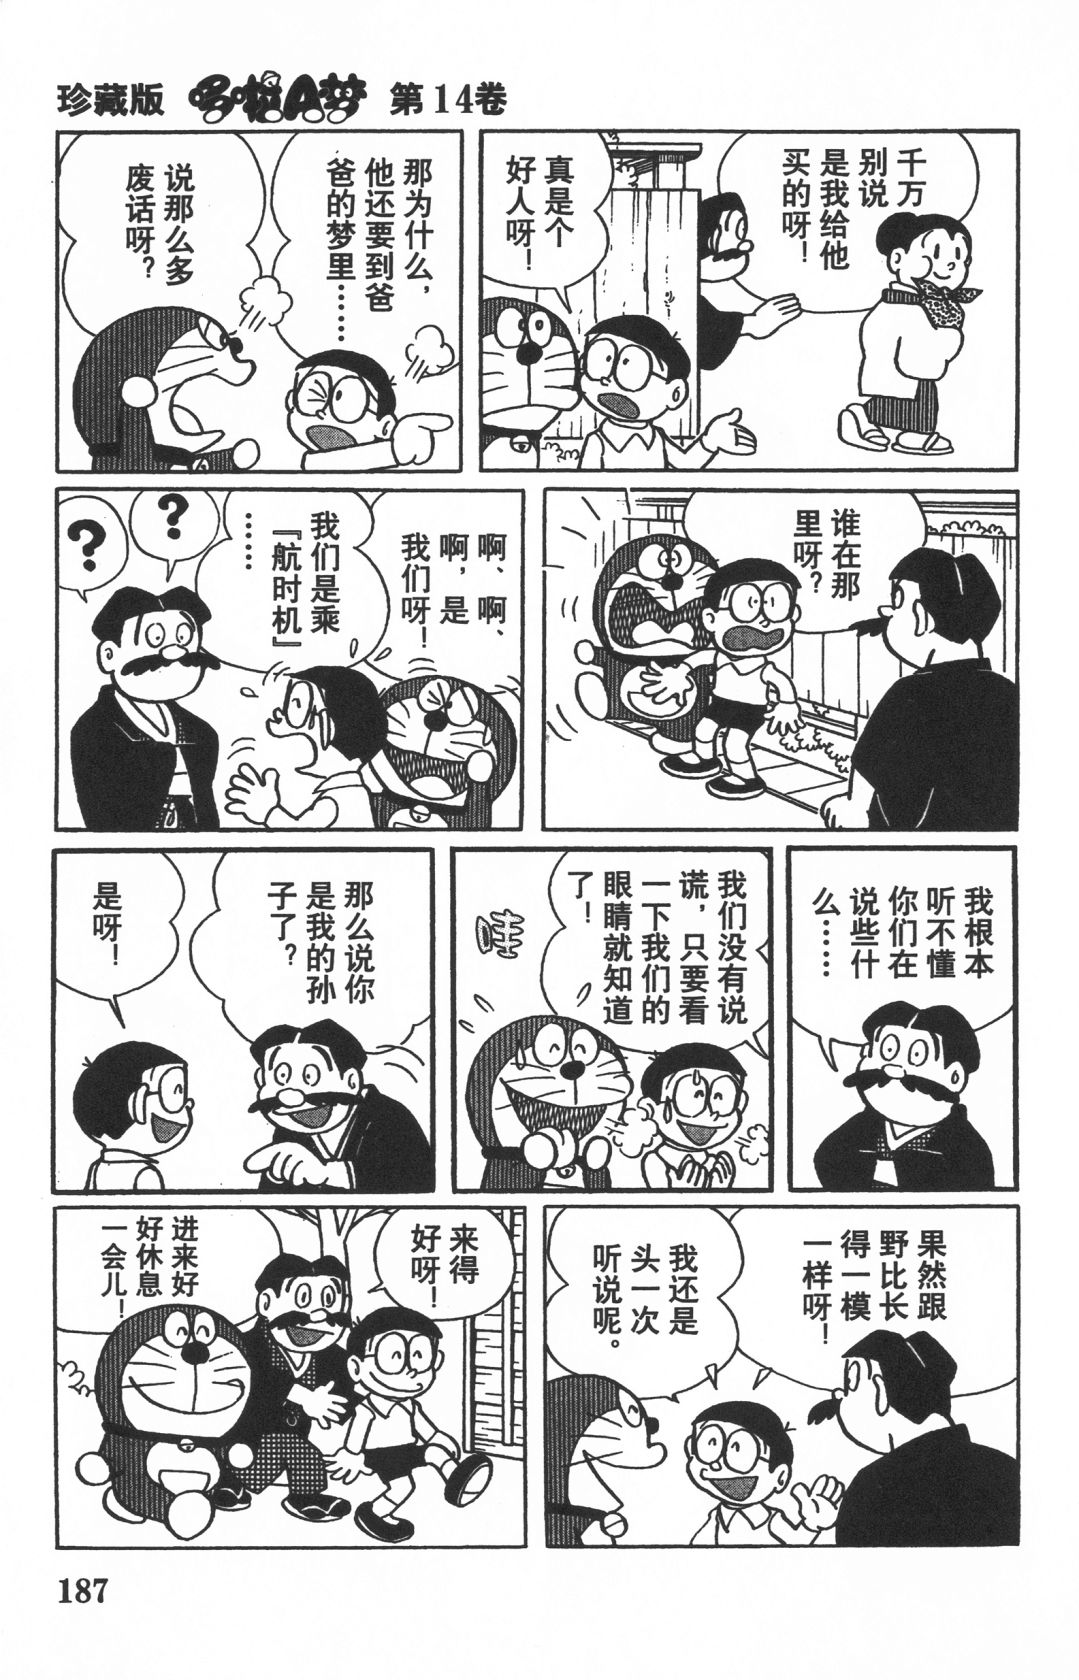 珍藏版 哆啦A梦 第14卷
千万
别说
是我给他
买的呀！
真是个
好人呀！
那为什么，
他还要到爸
爸的梦里……
说那么多
废话呀？
谁在那
里呀？
啊、啊、
啊，是
我们呀！
我们是乘
『航时机』
……
？
？
我根本
听不懂
你们在
说些什
么……
我们没有说
谎，只要看
一下我们的
眼睛就知道
了！
哇
那么说你
是我的孙
子了？
是呀！
果然跟
野比长
得一模
一样呀！
我还是
头一次
听说呢。
来得
好呀！
进来好
好休息
一会儿！
187